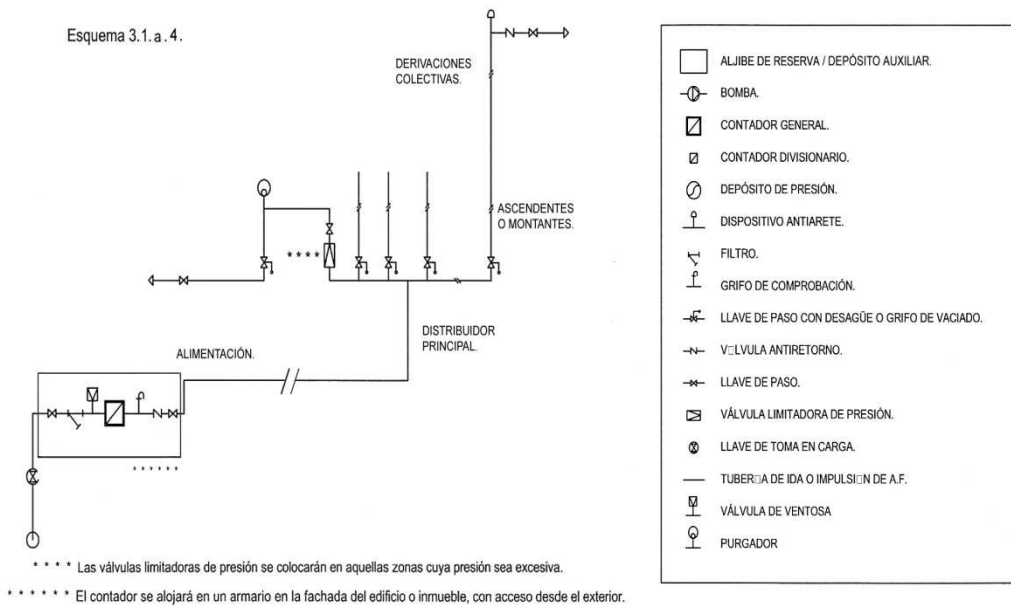 Esquema 3.1.a.4.
DERIVACIONES
COLECTIVAS.
ASCENDENTES
O MONTANTES.
* * * *
DISTRIBUIDOR
PRINCIPAL.
ALIMENTACIÓN.
* * * * * *
* * * * Las válvulas limitadoras de presión se colocarán en aquellas zonas cuya presión sea excesiva.
* * * * * * El contador se alojará en un armario en la fachada del edificio o inmueble, con acceso desde el exterior.
ALJIBE DE RESERVA / DEPÓSITO AUXILIAR.
BOMBA.
CONTADOR GENERAL.
CONTADOR DIVISIONARIO.
DEPÓSITO DE PRESIÓN.
DISPOSITIVO ANTIARETE.
FILTRO.
GRIFO DE COMPROBACIÓN.
LLAVE DE PASO CON DESAGÜE O GRIFO DE VACIADO.
V□LVULA ANTIRETORNO.
LLAVE DE PASO.
VÁLVULA LIMITADORA DE PRESIÓN.
LLAVE DE TOMA EN CARGA.
TUBER□A DE IDA O IMPULSI□N DE A.F.
VÁLVULA DE VENTOSA
PURGADOR